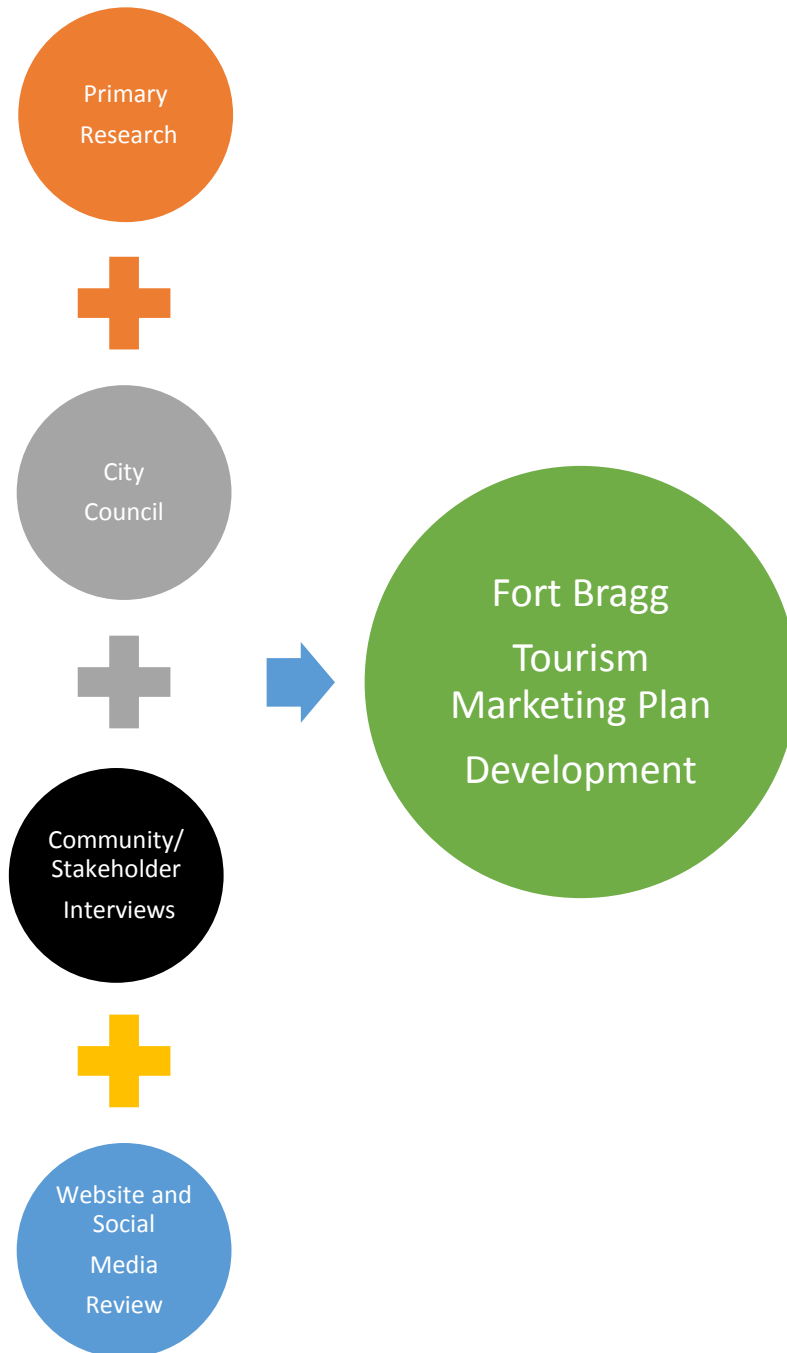 Primary
Research
City
Council
Community/
Stakeholder
Interviews
Website and
Social
Media
Review
Fort Bragg
Tourism
Marketing Plan
Development